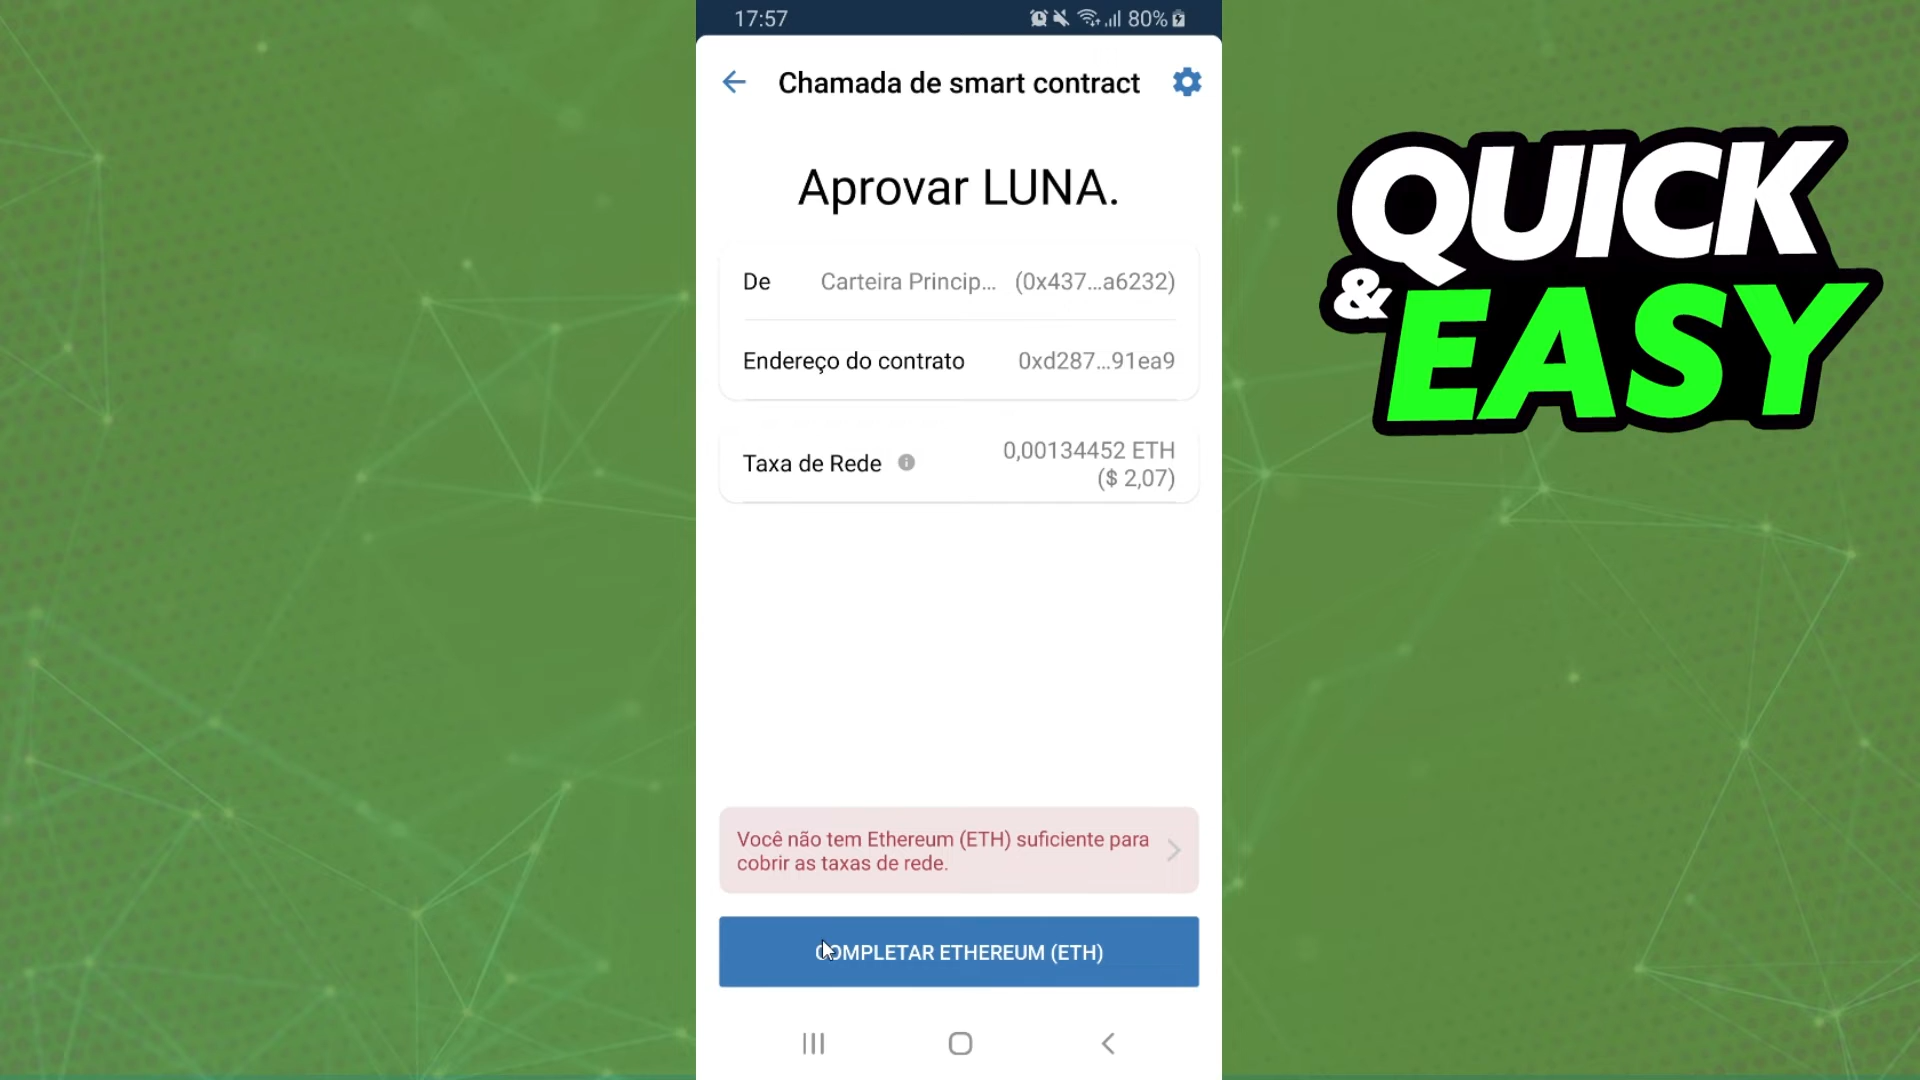 17:57
80%
Chamada de smart contract
Aprovar LUNA.
De Carteira Princip... (0x437...a6232)
Endereço do contrato 0xd287...91ea9
Taxa de Rede 0,00134452 ETH
($ 2,07)
Você não tem Ethereum (ETH) suficiente para
cobrir as taxas de rede.
COMPLETAR ETHEREUM (ETH)
QUICK
& EASY